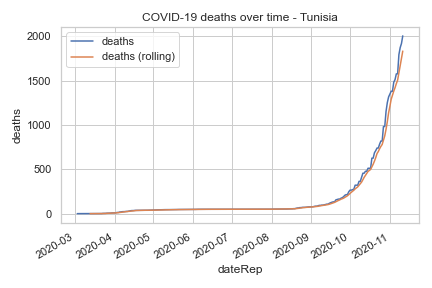 COVID-19 deaths over time - Tunisia
deaths
deaths (rolling)
2000
1500
1000
500
0
deaths
2020-03
2020-04
2020-05
2020-06
2020-07
2020-08
2020-09
2020-10
2020-11
dateRep